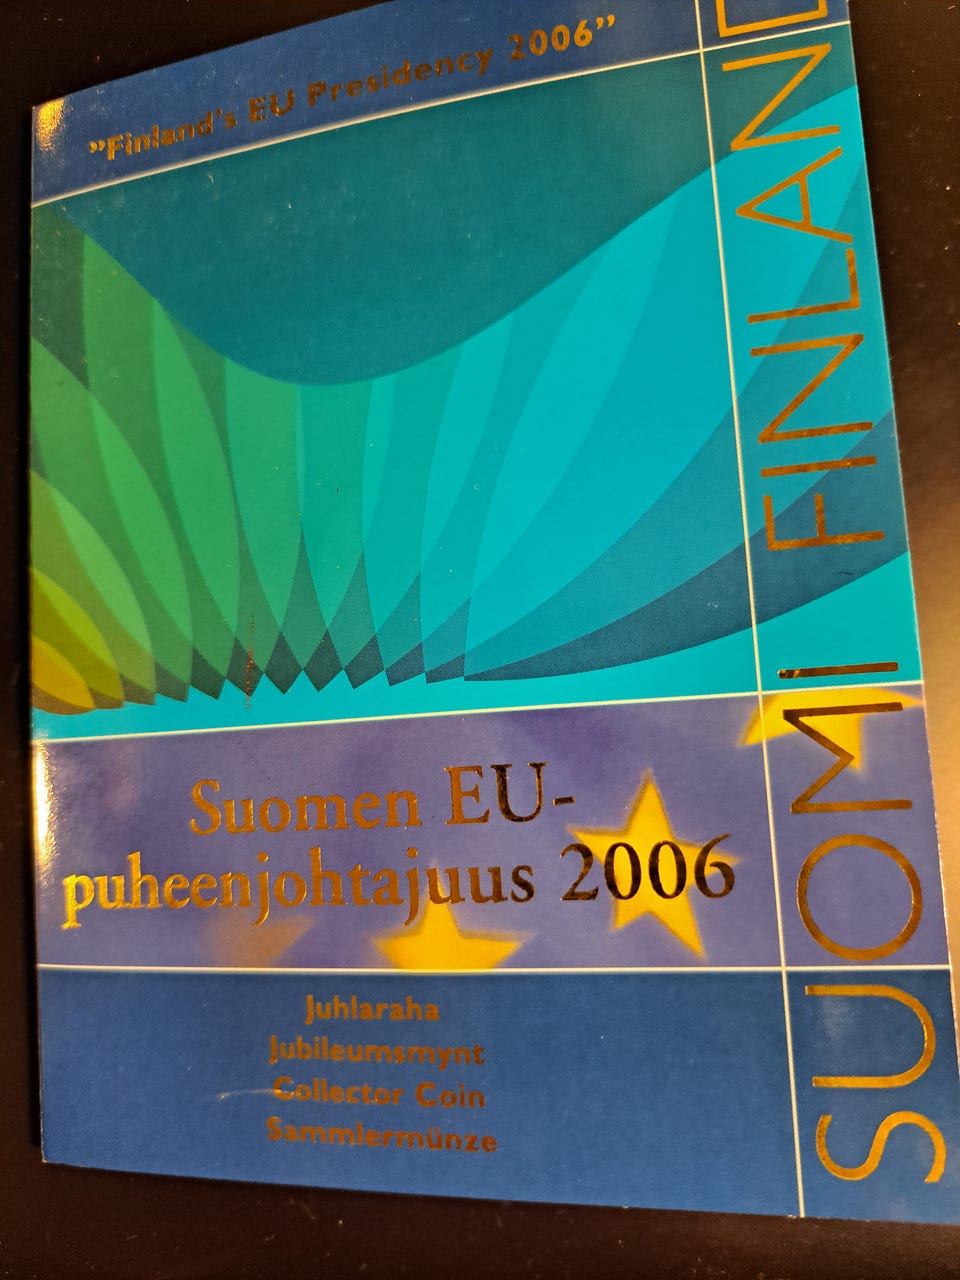 ”Finland's EU Presidency 2006”
SUOMI FINLAND
Suomen EU-
puheenjohtajuus 2006
Juhlaraha
Jubileumsmynt
Collector Coin
Sammlermünze